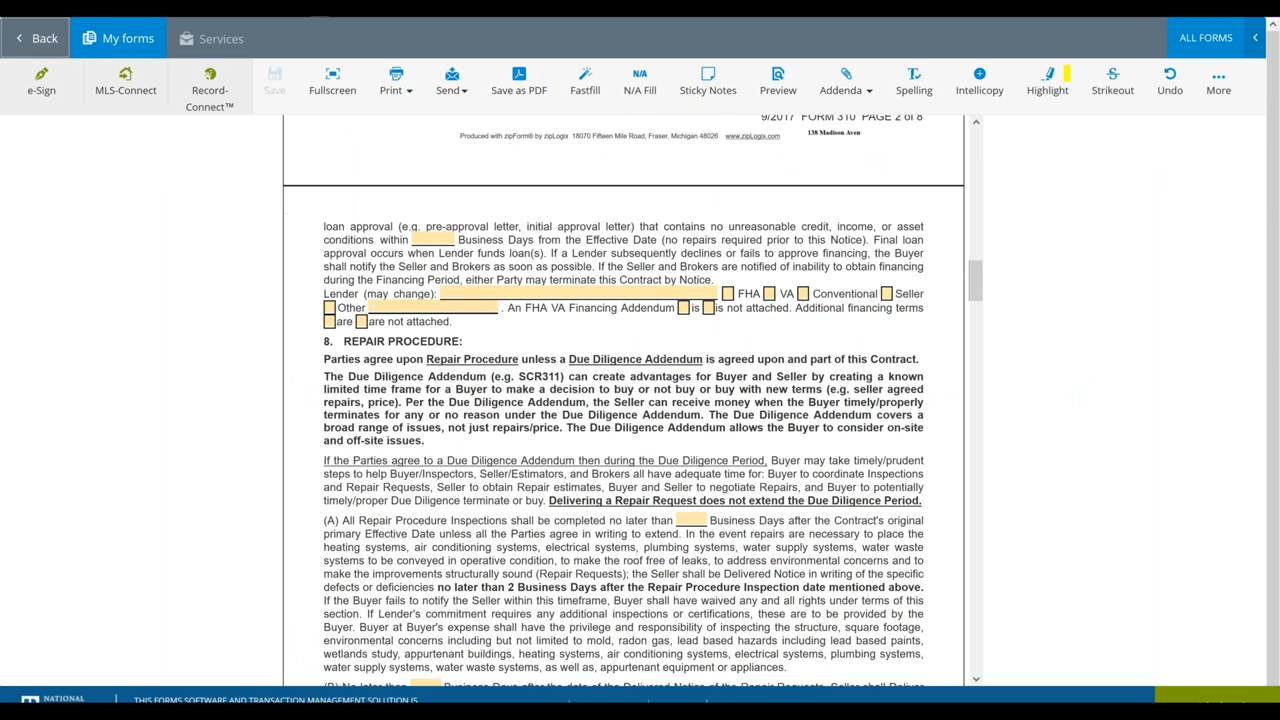 Back
My forms
Services
ALL FORMS
e-Sign
MLS-Connect
Record-
Connect™
Save
Fullscreen
Print
Send
Save as PDF
Fastfill
N/A
N/A Fill
Sticky Notes
Preview
Addenda
Spelling
Intellicopy
Highlight
Strikeout
Undo
More
9/2017 FORM 310 PAGE 2 of 8
Produced with zipForm® by zipLogix 18070 Fifteen Mile Road, Fraser, Michigan 48026 www.zipLogix.com
138 Madison Aven
loan approval (e.g. pre-approval letter, initial approval letter) that contains no unreasonable credit, income, or asset
conditions within Business Days from the Effective Date (no repairs required prior to this Notice). Final loan
approval occurs when Lender funds loan(s). If a Lender subsequently declines or fails to approve financing, the Buyer
shall notify the Seller and Brokers as soon as possible. If the Seller and Brokers are notified of inability to obtain financing
during the Financing Period, either Party may terminate this Contract by Notice.
Lender (may change): FHA VA Conventional Seller
Other . An FHA VA Financing Addendum is is not attached. Additional financing terms
are are not attached.
8. REPAIR PROCEDURE:
Parties agree upon Repair Procedure unless a Due Diligence Addendum is agreed upon and part of this Contract.
The Due Diligence Addendum (e.g. SCR311) can create advantages for Buyer and Seller by creating a known
limited time frame for a Buyer to make a decision to buy or not buy or buy with new terms (e.g. seller agreed
repairs, price). Per the Due Diligence Addendum, the Seller can receive money when the Buyer timely/properly
terminates for any or no reason under the Due Diligence Addendum. The Due Diligence Addendum covers a
broad range of issues, not just repairs/price. The Due Diligence Addendum allows the Buyer to consider on-site
and off-site issues.
If the Parties agree to a Due Diligence Addendum then during the Due Diligence Period, Buyer may take timely/prudent
steps to help Buyer/Inspectors, Seller/Estimators, and Brokers all have adequate time for: Buyer to coordinate Inspections
and Repair Requests, Seller to obtain Repair estimates, Buyer and Seller to negotiate Repairs, and Buyer to potentially
timely/proper Due Diligence terminate or buy. Delivering a Repair Request does not extend the Due Diligence Period.
(A) All Repair Procedure Inspections shall be completed no later than Business Days after the Contract's original
primary Effective Date unless all the Parties agree in writing to extend. In the event repairs are necessary to place the
heating systems, air conditioning systems, electrical systems, plumbing systems, water supply systems, water waste
systems to be conveyed in operative condition, to make the roof free of leaks, to address environmental concerns and to
make the improvements structurally sound (Repair Requests); the Seller shall be Delivered Notice in writing of the specific
defects or deficiencies no later than 2 Business Days after the Repair Procedure Inspection date mentioned above.
If the Buyer fails to notify the Seller within this timeframe, Buyer shall have waived any and all rights under terms of this
section. If Lender's commitment requires any additional inspections or certifications, these are to be provided by the
Buyer. Buyer at Buyer's expense shall have the privilege and responsibility of inspecting the structure, square footage,
environmental concerns including but not limited to mold, radon gas, lead based hazards including lead based paints,
wetlands study, appurtenant buildings, heating systems, air conditioning systems, electrical systems, plumbing systems,
water supply systems, water waste systems, as well as, appurtenant equipment or appliances.
(B) No later than Business Days after the date of the Delivered Notice of the Repair Requests, Seller shall Deliver
NATIONAL
THIS FORMS SOFTWARE AND TRANSACTION MANAGEMENT SOLUTION IS